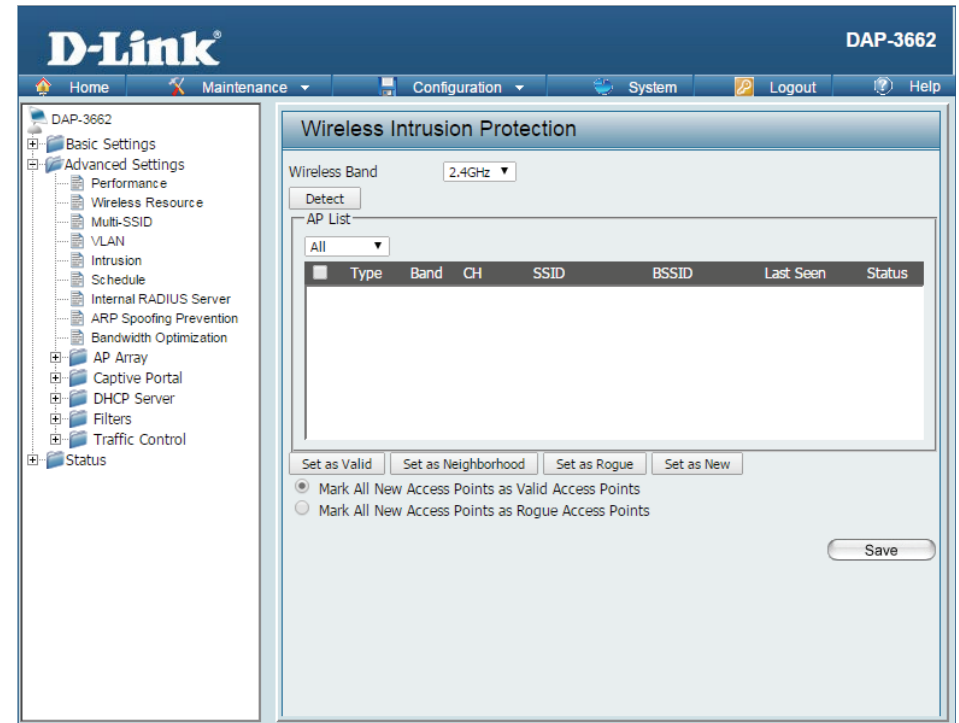 D-Link
DAP-3662
Home Maintenance Configuration System Logout Help
DAP-3662
Basic Settings
Advanced Settings
Performance
Wireless Resource
Multi-SSID
VLAN
Intrusion
Schedule
Internal RADIUS Server
ARP Spoofing Prevention
Bandwidth Optimization
AP Array
Captive Portal
DHCP Server
Filters
Traffic Control
Status
Wireless Intrusion Protection
Wireless Band 2.4GHz
Detect
AP List
All
Type Band CH SSID BSSID Last Seen Status
Set as Valid Set as Neighborhood Set as Rogue Set as New
Mark All New Access Points as Valid Access Points
Mark All New Access Points as Rogue Access Points
Save